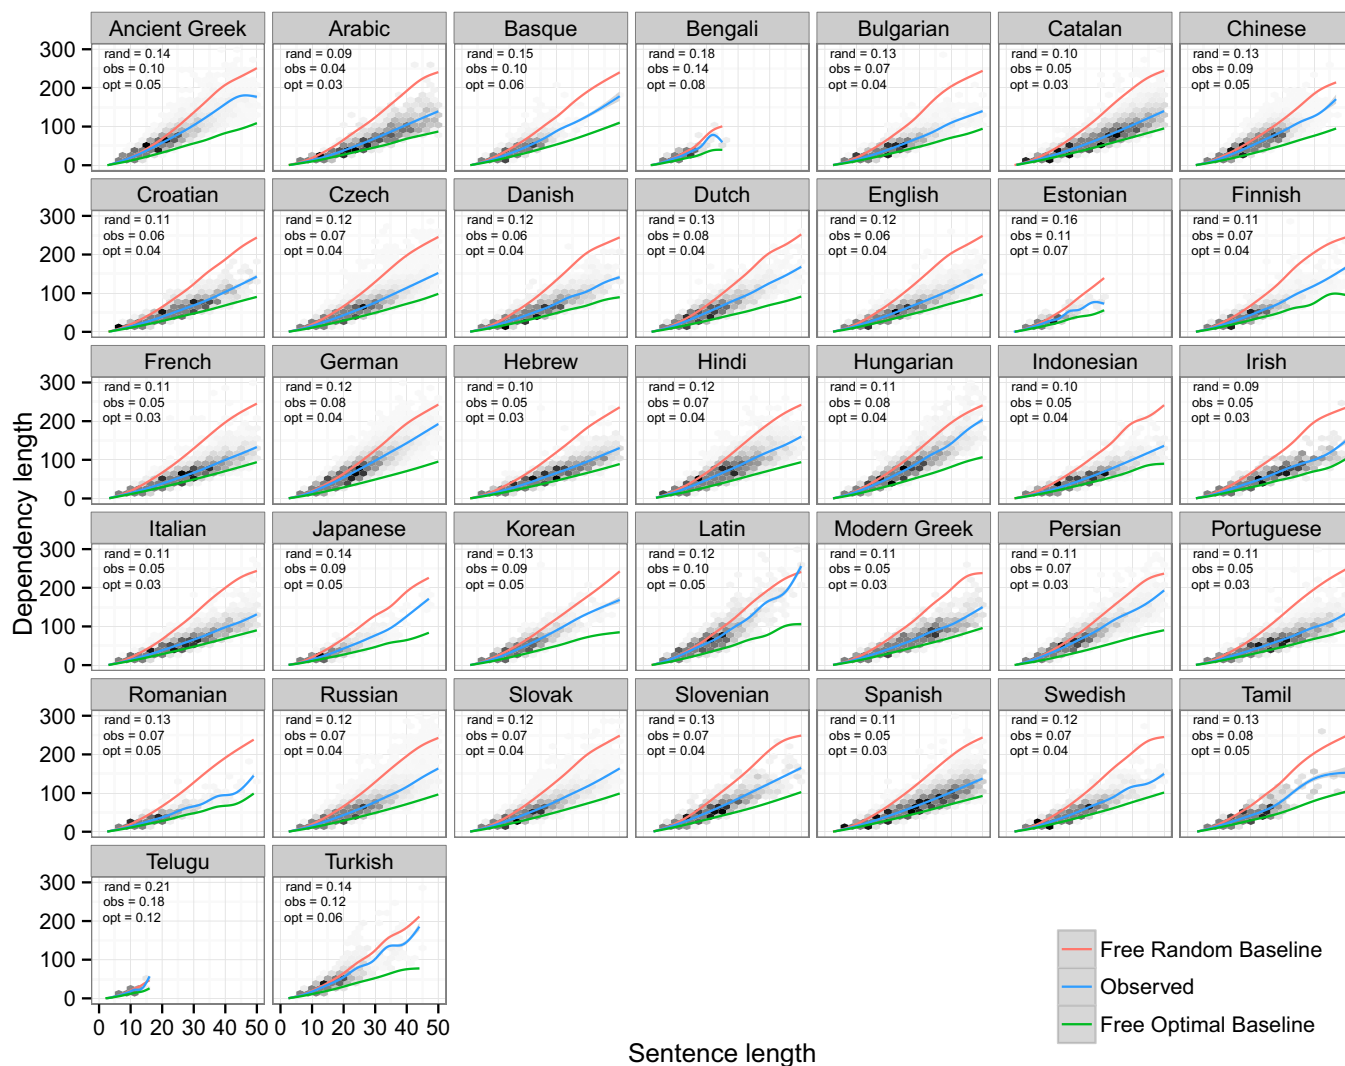 Ancient Greek
rand = 0.14
obs = 0.10
opt = 0.05
Arabic
rand = 0.09
obs = 0.04
opt = 0.03
Basque
rand = 0.15
obs = 0.10
opt = 0.06
Bengali
rand = 0.18
obs = 0.14
opt = 0.08
Bulgarian
rand = 0.13
obs = 0.07
opt = 0.04
Catalan
rand = 0.10
obs = 0.05
opt = 0.03
Chinese
rand = 0.13
obs = 0.09
opt = 0.05
300
200
100
0
Croatian
rand = 0.11
obs = 0.06
opt = 0.04
Czech
rand = 0.12
obs = 0.07
opt = 0.04
Danish
rand = 0.12
obs = 0.06
opt = 0.04
Dutch
rand = 0.13
obs = 0.08
opt = 0.04
English
rand = 0.12
obs = 0.06
opt = 0.04
Estonian
rand = 0.16
obs = 0.11
opt = 0.07
Finnish
rand = 0.11
obs = 0.07
opt = 0.04
300
200
100
0
French
rand = 0.11
obs = 0.05
opt = 0.03
German
rand = 0.12
obs = 0.08
opt = 0.04
Hebrew
rand = 0.10
obs = 0.05
opt = 0.03
Hindi
rand = 0.12
obs = 0.07
opt = 0.04
Hungarian
rand = 0.11
obs = 0.08
opt = 0.04
Indonesian
rand = 0.10
obs = 0.05
opt = 0.04
Irish
rand = 0.09
obs = 0.05
opt = 0.03
300
200
100
0
Dependency length
Italian
rand = 0.11
obs = 0.05
opt = 0.03
Japanese
rand = 0.14
obs = 0.09
opt = 0.05
Korean
rand = 0.13
obs = 0.09
opt = 0.05
Latin
rand = 0.12
obs = 0.10
opt = 0.05
Modern Greek
rand = 0.11
obs = 0.05
opt = 0.03
Persian
rand = 0.11
obs = 0.07
opt = 0.03
Portuguese
rand = 0.11
obs = 0.05
opt = 0.03
300
200
100
0
Romanian
rand = 0.13
obs = 0.07
opt = 0.05
Russian
rand = 0.12
obs = 0.07
opt = 0.04
Slovak
rand = 0.12
obs = 0.07
opt = 0.04
Slovenian
rand = 0.13
obs = 0.07
opt = 0.04
Spanish
rand = 0.11
obs = 0.05
opt = 0.03
Swedish
rand = 0.12
obs = 0.07
opt = 0.04
Tamil
rand = 0.13
obs = 0.08
opt = 0.05
300
200
100
0
Telugu
rand = 0.21
obs = 0.18
opt = 0.12
Turkish
rand = 0.14
obs = 0.12
opt = 0.06
300
200
100
0
0 10 20 30 40 50 0 10 20 30 40 50
Sentence length
Free Random Baseline
Observed
Free Optimal Baseline